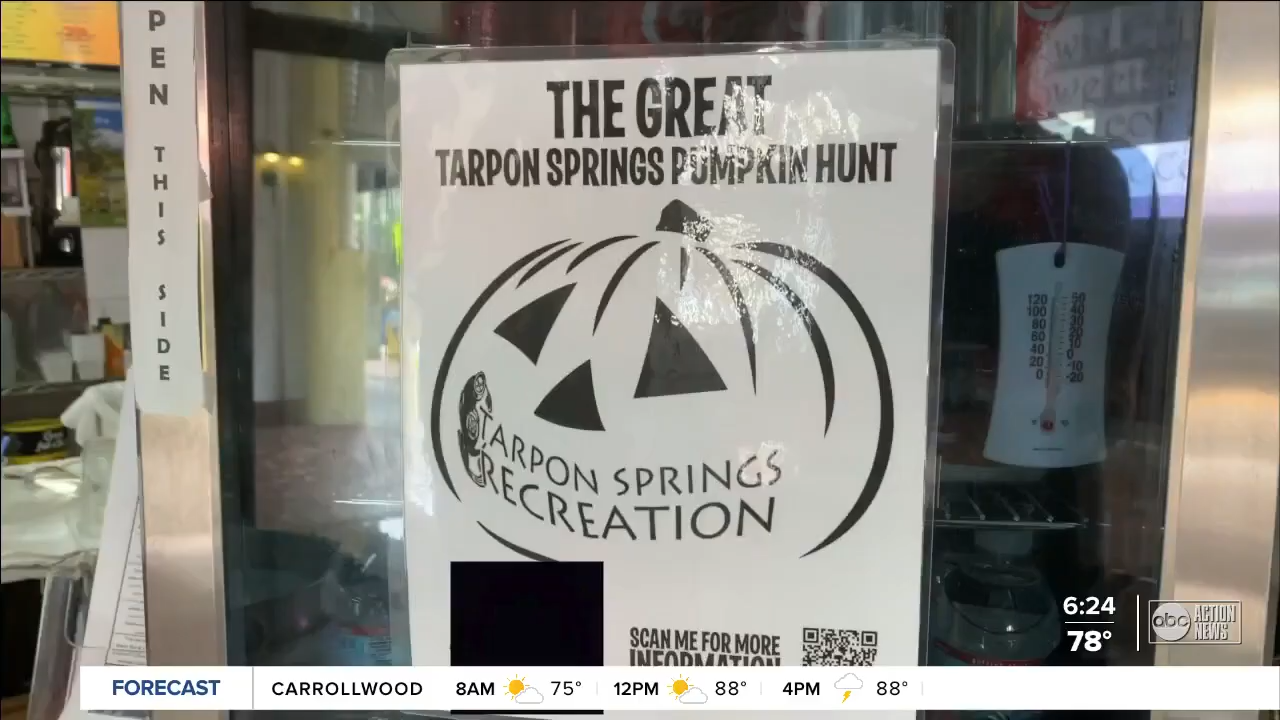 PEN THIS SIDE
THE GREAT
TARPON SPRINGS PUMPKIN HUNT
TARPON SPRINGS
RECREATION
SCAN ME FOR MORE
INFORMATION
120
100
80
60
40
20
0
50
40
30
20
10
0
-10
-20
6:24
78°
abc ACTION NEWS
FORECAST CARROLLWOOD 8AM 75° 12PM 88° 4PM 88°